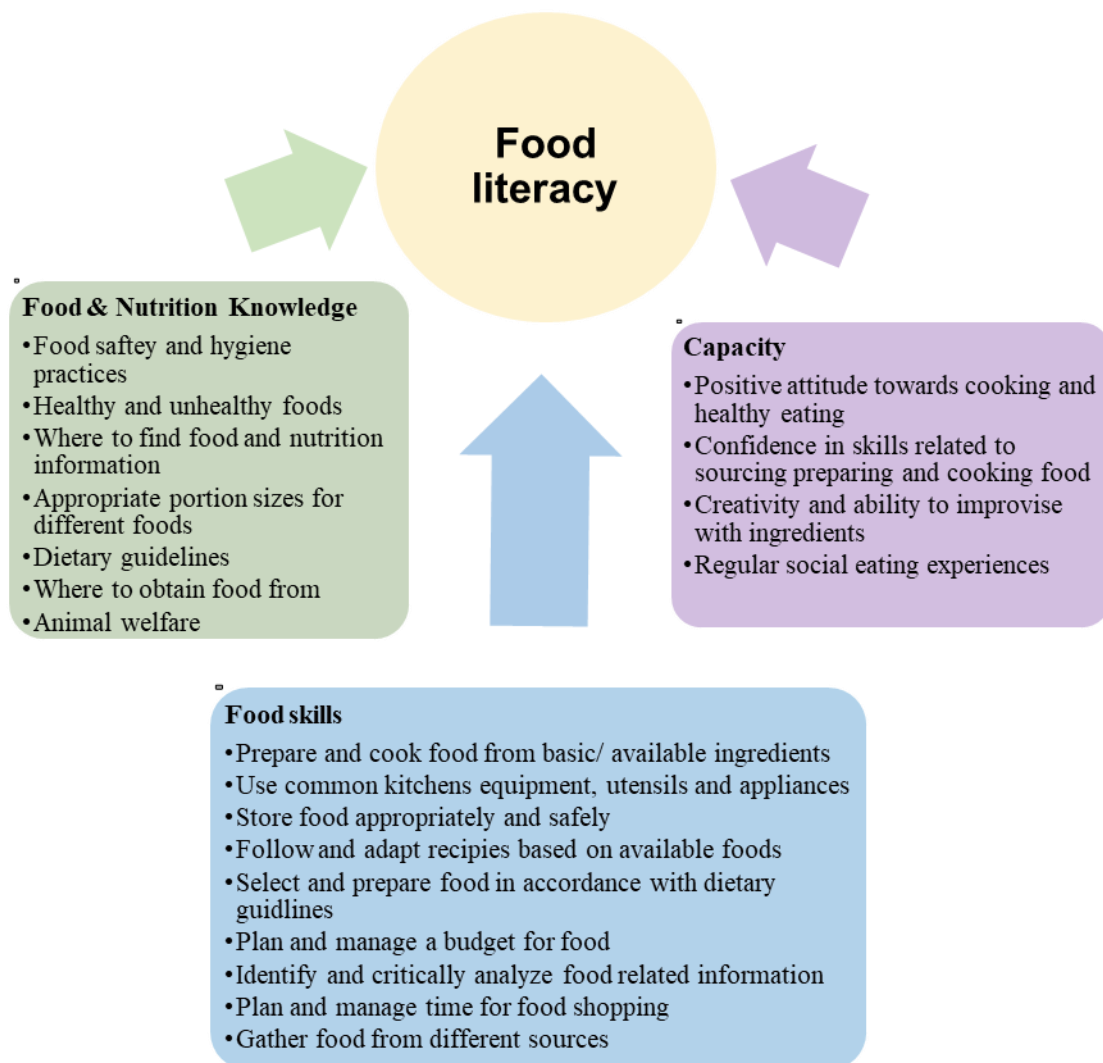 Food
literacy
Food & Nutrition Knowledge
•Food saftey and hygiene
practices
•Healthy and unhealthy foods
•Where to find food and nutrition
information
•Appropriate portion sizes for
different foods
•Dietary guidelines
•Where to obtain food from
•Animal welfare
Capacity
•Positive attitude towards cooking and
healthy eating
•Confidence in skills related to
sourcing preparing and cooking food
•Creativity and ability to improvise
with ingredients
•Regular social eating experiences
Food skills
•Prepare and cook food from basic/ available ingredients
•Use common kitchens equipment, utensils and appliances
•Store food appropriately and safely
•Follow and adapt recipies based on available foods
•Select and prepare food in accordance with dietary
guidlines
•Plan and manage a budget for food
•Identify and critically analyze food related information
•Plan and manage time for food shopping
•Gather food from different sources